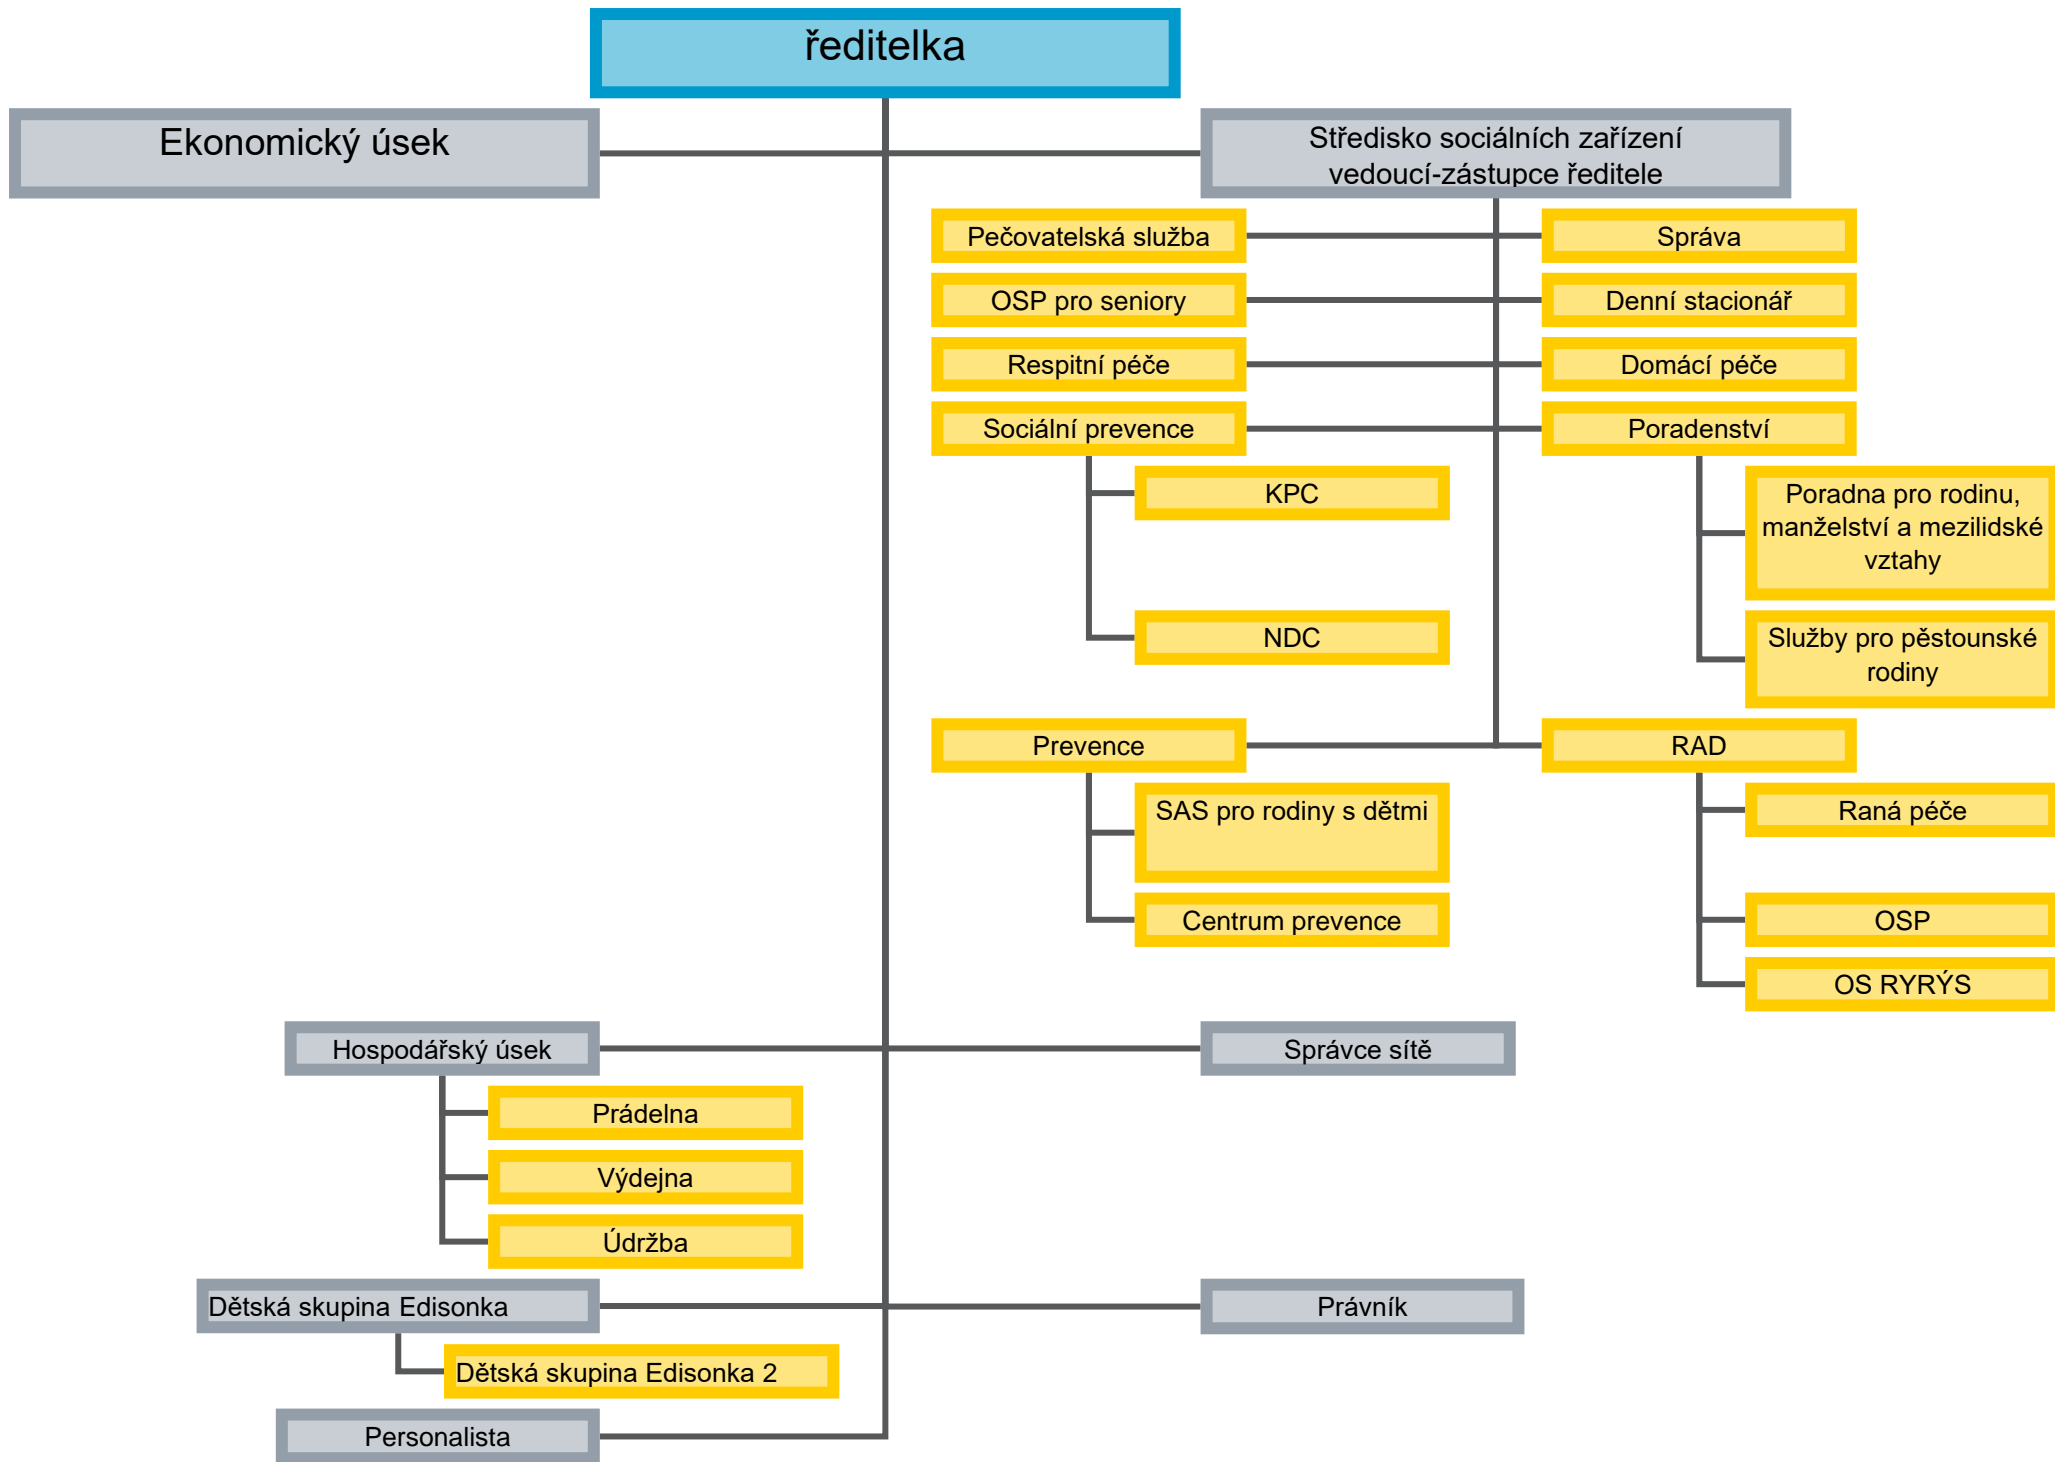 ředitelka
Ekonomický úsek
Středisko sociálních zařízení
vedoucí-zástupce ředitele
Pečovatelská služba
Správa
OSP pro seniory
Denní stacionář
Respitní péče
Domácí péče
Sociální prevence
Poradenství
KPC
Poradna pro rodinu,
manželství a mezilidské
vztahy
NDC
Služby pro pěstounské
rodiny
Prevence
RAD
SAS pro rodiny s dětmi
Raná péče
Centrum prevence
OSP
OS RYRÝS
Hospodářský úsek
Správce sítě
Prádelna
Výdejna
Údržba
Dětská skupina Edisonka
Právník
Dětská skupina Edisonka 2
Personalista